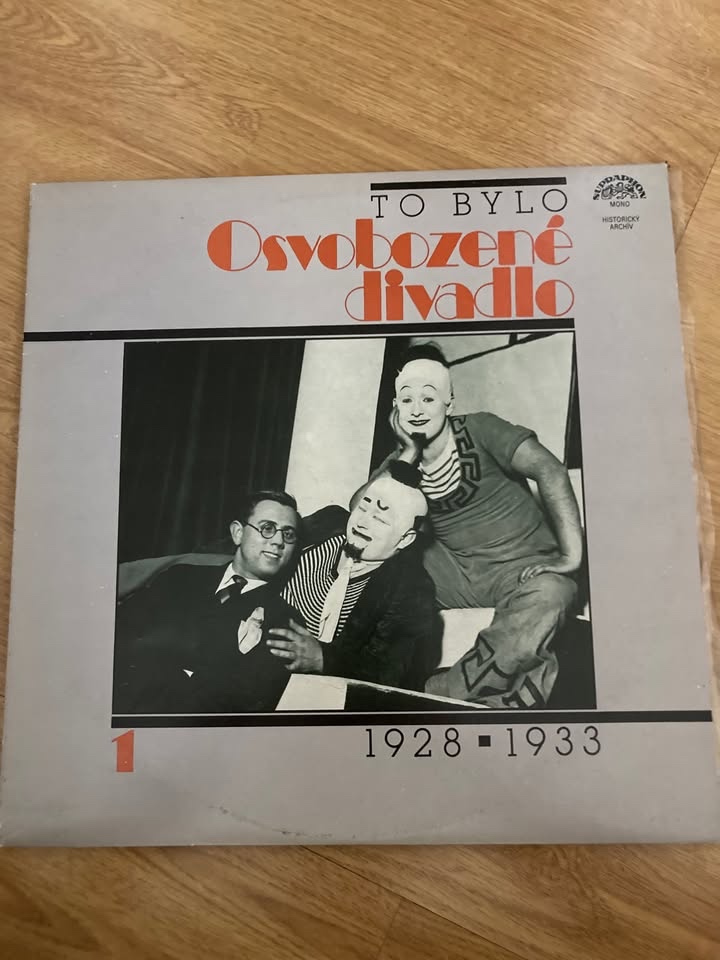 TO BYLO
Osvobozené
divadlo
SUPRAPHON
MONO
HISTORICKÝ
ARCHÍV
1
1928 ▪ 1933